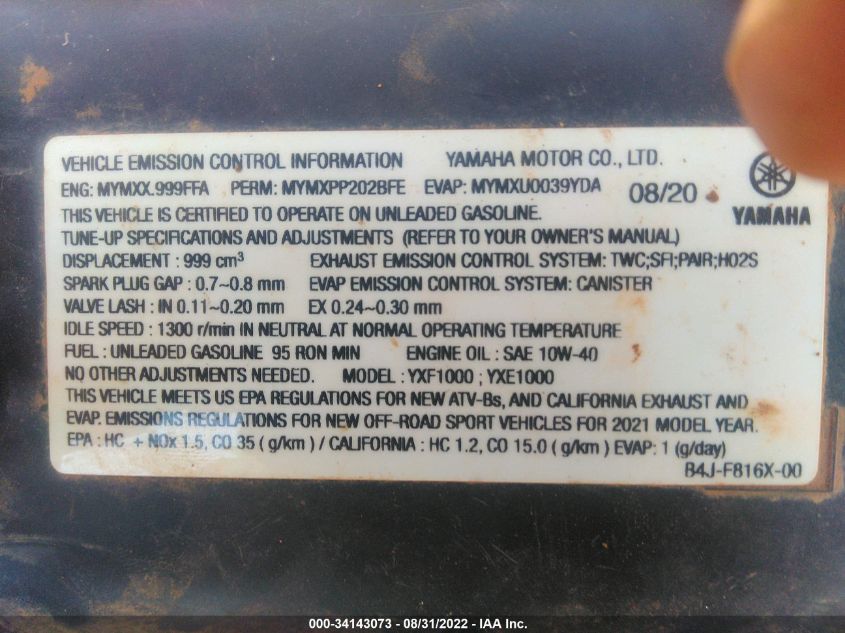 VEHICLE EMISSION CONTROL INFORMATION YAMAHA MOTOR CO., LTD.
ENG: MYMXX.999FFA PERM: MYMXPP202BFE EVAP: MYMXU0039YDA 08/20
YAMAHA
THIS VEHICLE IS CERTIFIED TO OPERATE ON UNLEADED GASOLINE.
TUNE-UP SPECIFICATIONS AND ADJUSTMENTS (REFER TO YOUR OWNER'S MANUAL)
DISPLACEMENT : 999 cm³ EXHAUST EMISSION CONTROL SYSTEM: TWC;SFI;PAIR;HO2S
SPARK PLUG GAP : 0.7~0.8 mm EVAP EMISSION CONTROL SYSTEM: CANISTER
VALVE LASH : IN 0.11~0.20 mm EX 0.24~0.30 mm
IDLE SPEED : 1300 r/min IN NEUTRAL AT NORMAL OPERATING TEMPERATURE
FUEL : UNLEADED GASOLINE 95 RON MIN ENGINE OIL : SAE 10W-40
NO OTHER ADJUSTMENTS NEEDED. MODEL : YXF1000 ; YXE1000
THIS VEHICLE MEETS US EPA REGULATIONS FOR NEW ATV-Bs, AND CALIFORNIA EXHAUST AND
EVAP. EMISSIONS REGULATIONS FOR NEW OFF-ROAD SPORT VEHICLES FOR 2021 MODEL YEAR.
EPA : HC + NOx 1.5, CO 35 ( g/km ) / CALIFORNIA : HC 1.2, CO 15.0 ( g/km ) EVAP: 1 (g/day)
B4J-F816X-00
000-34143073 - 08/31/2022 - IAA Inc.